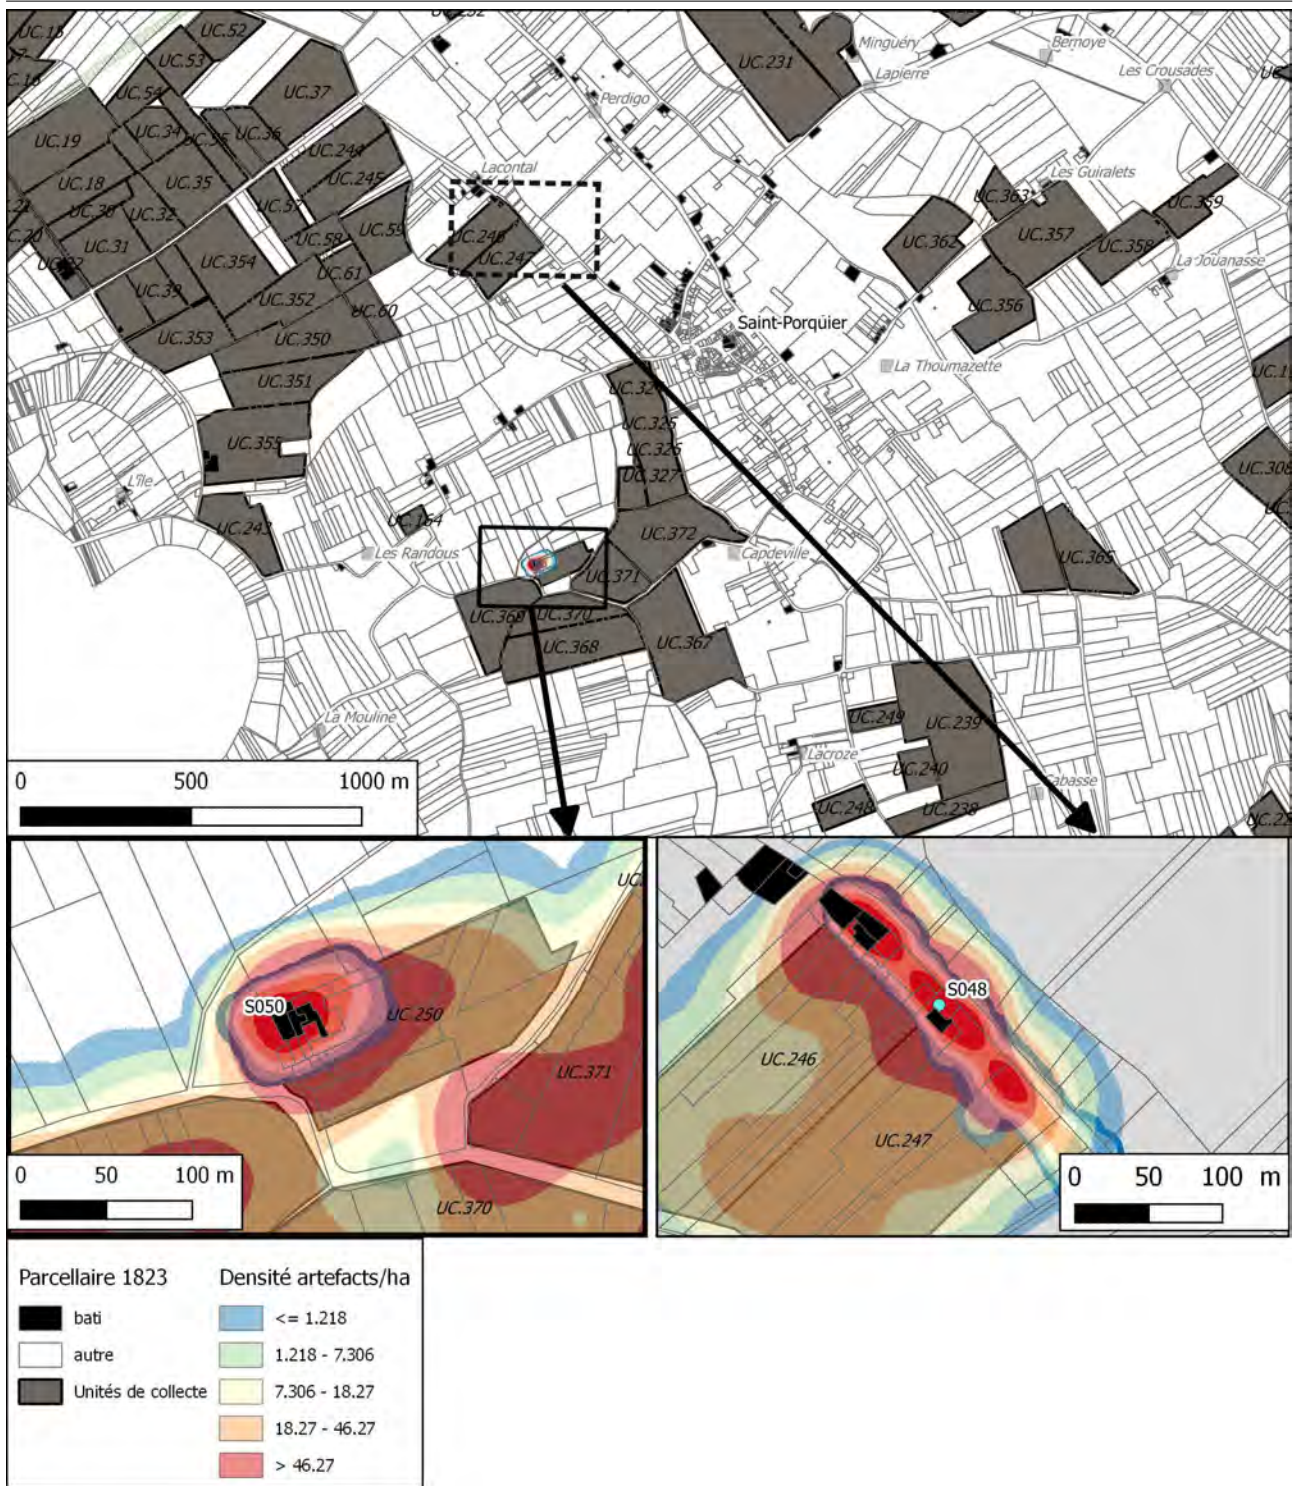 UC.52
UC.53
UC.54
UC.37
UC.231
Minguéry
Lapierre
Bernoye
Les Crousades
Perdigo
UC.19
UC.34
UC.36
UC.244
UC.245
UC.18
UC.35
UC.32
UC.31
UC.57
UC.58
UC.59
UC.354
UC.61
UC.39
UC.352
UC.60
UC.353
UC.350
UC.351
UC.355
Lacontal
UC.246
UC.247
Saint-Porquier
Les Guiralets
UC.363
UC.359
UC.362
UC.357
UC.358
La Jouanasse
UC.356
La Thoumazette
UC.325
UC.326
UC.327
UC.372
L'île
UC.243
UC.164
Les Randous
Capdeville
UC.371
UC.369
UC.370
UC.368
UC.367
UC.308
UC.365
La Mouline
UC.249
UC.239
Lacroze
UC.240
UC.248
UC.238
0 500 1000 m
S050
UC.250
UC.371
UC.370
0 50 100 m
S048
UC.246
UC.247
0 50 100 m
Parcellaire 1823
bati
autre
Unités de collecte
Densité artefacts/ha
<= 1.218
1.218 - 7.306
7.306 - 18.27
18.27 - 46.27
> 46.27